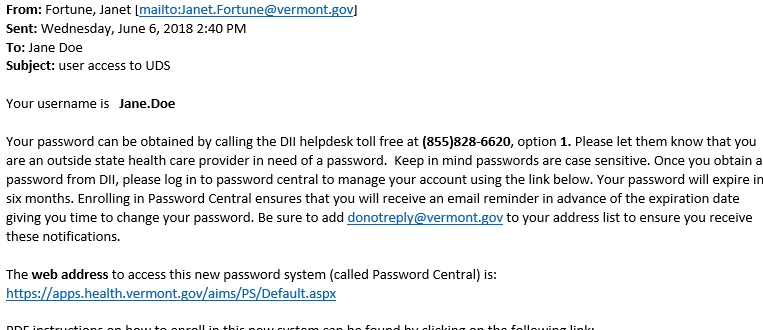 From: Fortune, Janet [mailto:Janet.Fortune@vermont.gov]
Sent: Wednesday, June 6, 2018 2:40 PM
To: Jane Doe
Subject: user access to UDS
Your username is Jane.Doe
Your password can be obtained by calling the DII helpdesk toll free at (855)828-6620, option 1. Please let them know that you
are an outside state health care provider in need of a password. Keep in mind passwords are case sensitive. Once you obtain a
password from DII, please log in to password central to manage your account using the link below. Your password will expire in
six months. Enrolling in Password Central ensures that you will receive an email reminder in advance of the expiration date
giving you time to change your password. Be sure to add donotreply@vermont.gov to your address list to ensure you receive
these notifications.
The web address to access this new password system (called Password Central) is:
https://apps.health.vermont.gov/aims/PS/Default.aspx
PDF instructions on how to enroll in this new system can be found by clicking on the following link: